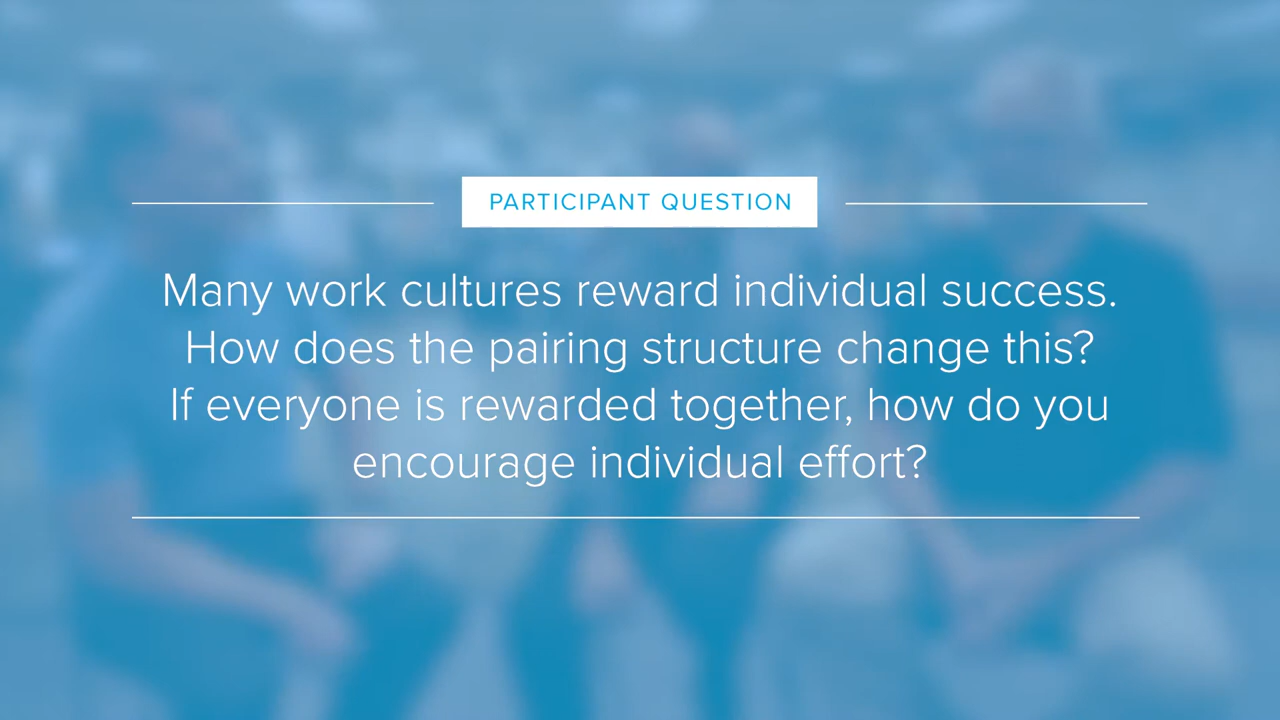 PARTICIPANT QUESTION
Many work cultures reward individual success.
How does the pairing structure change this?
If everyone is rewarded together, how do you
encourage individual effort?